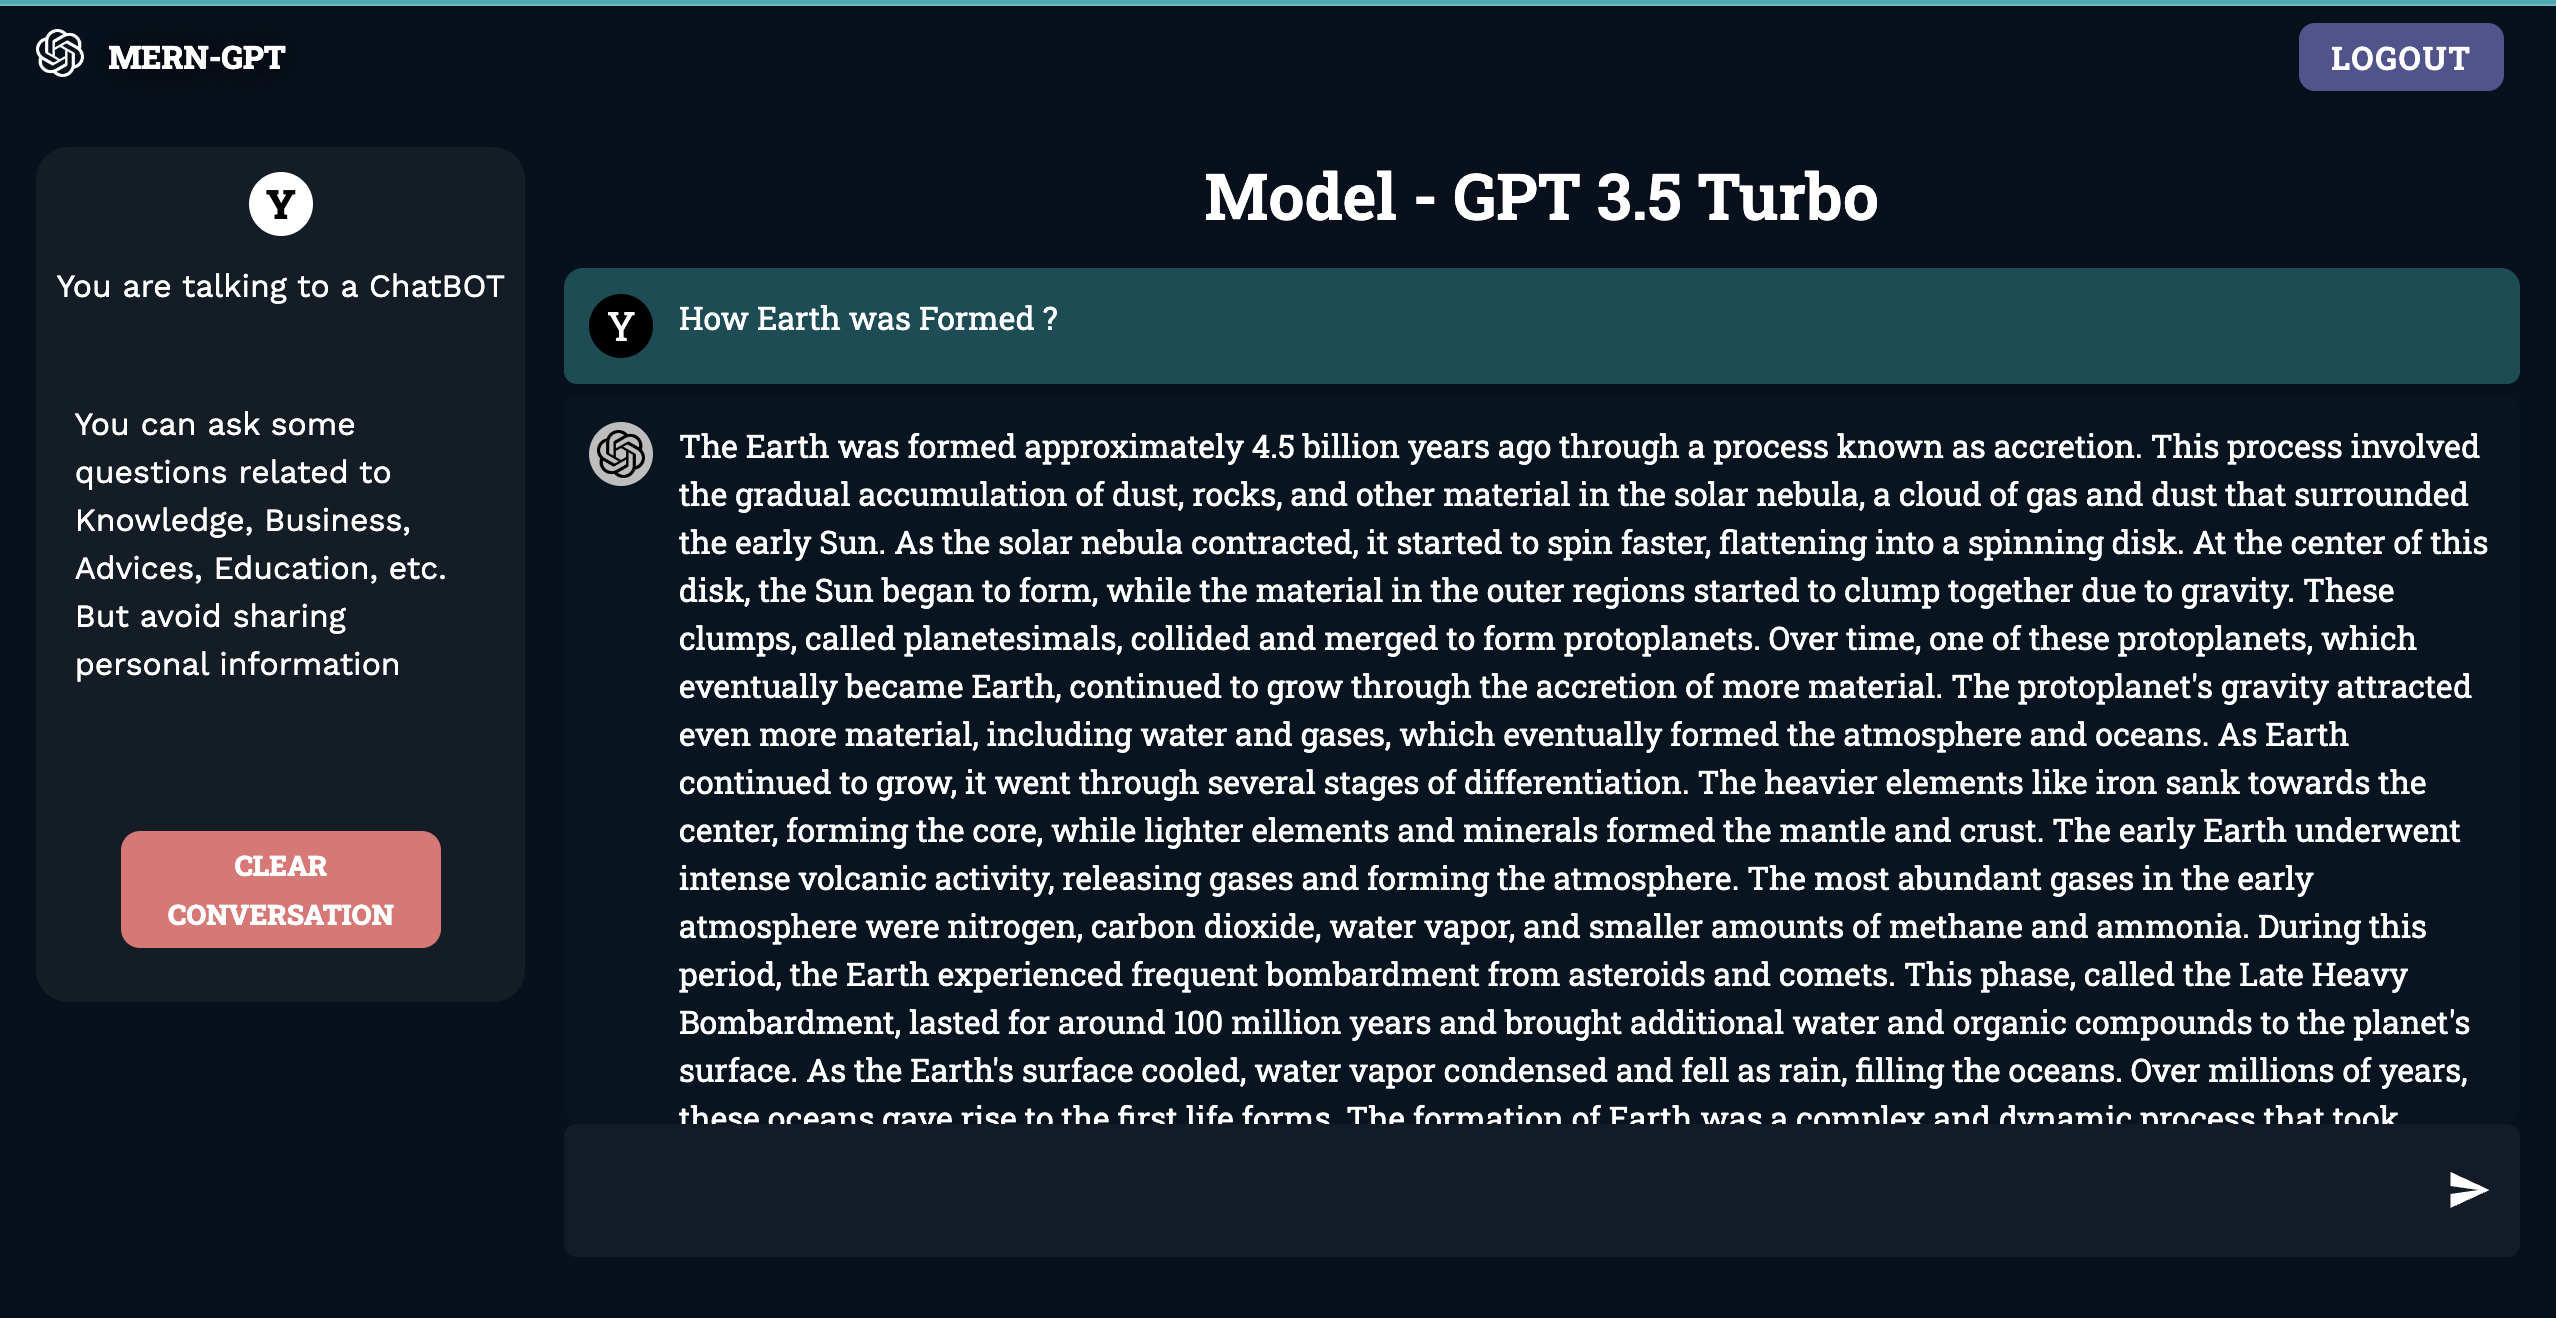 MERN-GPT
LOGOUT
Y
You are talking to a ChatBOT
You can ask some
questions related to
Knowledge, Business,
Advices, Education, etc.
But avoid sharing
personal information
CLEAR
CONVERSATION
Model - GPT 3.5 Turbo
Y
How Earth was Formed ?
The Earth was formed approximately 4.5 billion years ago through a process known as accretion. This process involved
the gradual accumulation of dust, rocks, and other material in the solar nebula, a cloud of gas and dust that surrounded
the early Sun. As the solar nebula contracted, it started to spin faster, flattening into a spinning disk. At the center of this
disk, the Sun began to form, while the material in the outer regions started to clump together due to gravity. These
clumps, called planetesimals, collided and merged to form protoplanets. Over time, one of these protoplanets, which
eventually became Earth, continued to grow through the accretion of more material. The protoplanet's gravity attracted
even more material, including water and gases, which eventually formed the atmosphere and oceans. As Earth
continued to grow, it went through several stages of differentiation. The heavier elements like iron sank towards the
center, forming the core, while lighter elements and minerals formed the mantle and crust. The early Earth underwent
intense volcanic activity, releasing gases and forming the atmosphere. The most abundant gases in the early
atmosphere were nitrogen, carbon dioxide, water vapor, and smaller amounts of methane and ammonia. During this
period, the Earth experienced frequent bombardment from asteroids and comets. This phase, called the Late Heavy
Bombardment, lasted for around 100 million years and brought additional water and organic compounds to the planet's
surface. As the Earth's surface cooled, water vapor condensed and fell as rain, filling the oceans. Over millions of years,
these oceans gave rise to the first life forms. The formation of Earth was a complex and dynamic process that took